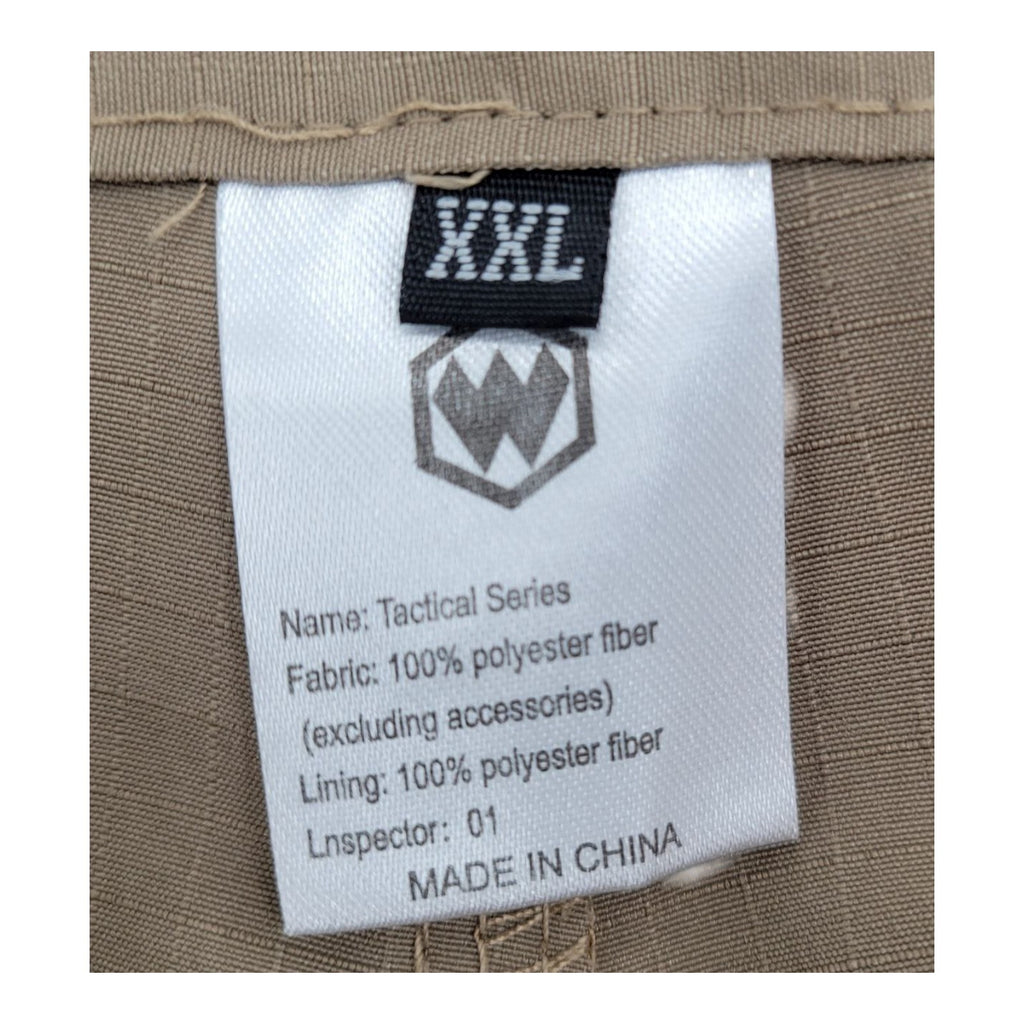 XXL
Name: Tactical Series
Fabric: 100% polyester fiber
(excluding accessories)
Lining: 100% polyester fiber
Lnspector: 01
MADE IN CHINA